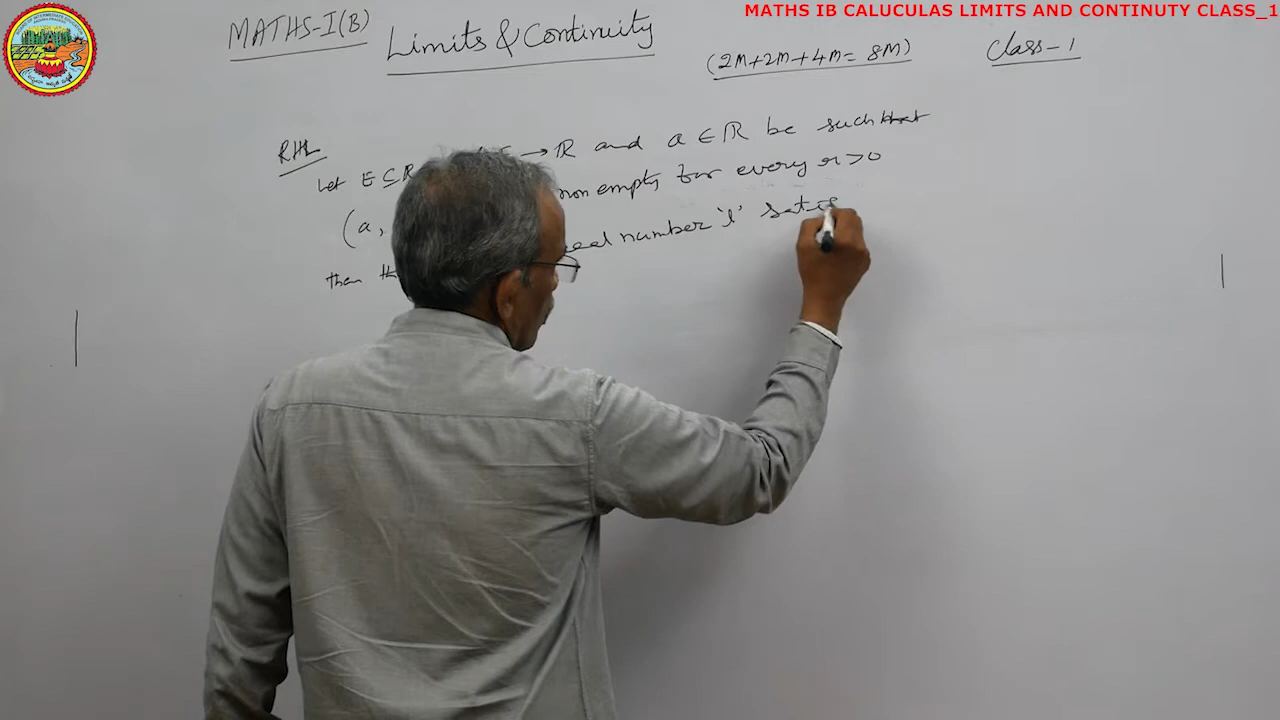 MATHS IB CALUCULAS LIMITS AND CONTINUTY CLASS_1
MATHS-I(B)
Limits & Continuity
(2M+2M+4M= 8M)
Class-1
RHL
Let E ⊆ R → R and a ∈ R be such that
(a, non empty for every r>0
then real number 'l' satis